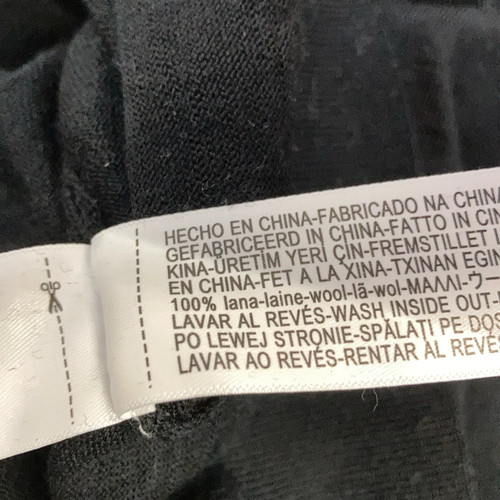 HECHO EN CHINA-FABRICADO NA CHINA
GEFABRICEERD IN CHINA-FATTO IN CIN
KINA-ÜRETİM YERİ ÇİN-FREMSTILLET I
EN CHINA-FET A LA XINA-TXINAN EGIN
100% lana-laine-wool-lã-wol-ΜΑΛΛΙ-ウー
LAVAR AL REVÉS-WASH INSIDE OUT-
PO LEWEJ STRONIE-SPĂLAȚI PE DOS
LAVAR AO REVÉS-RENTAR AL REVÉS